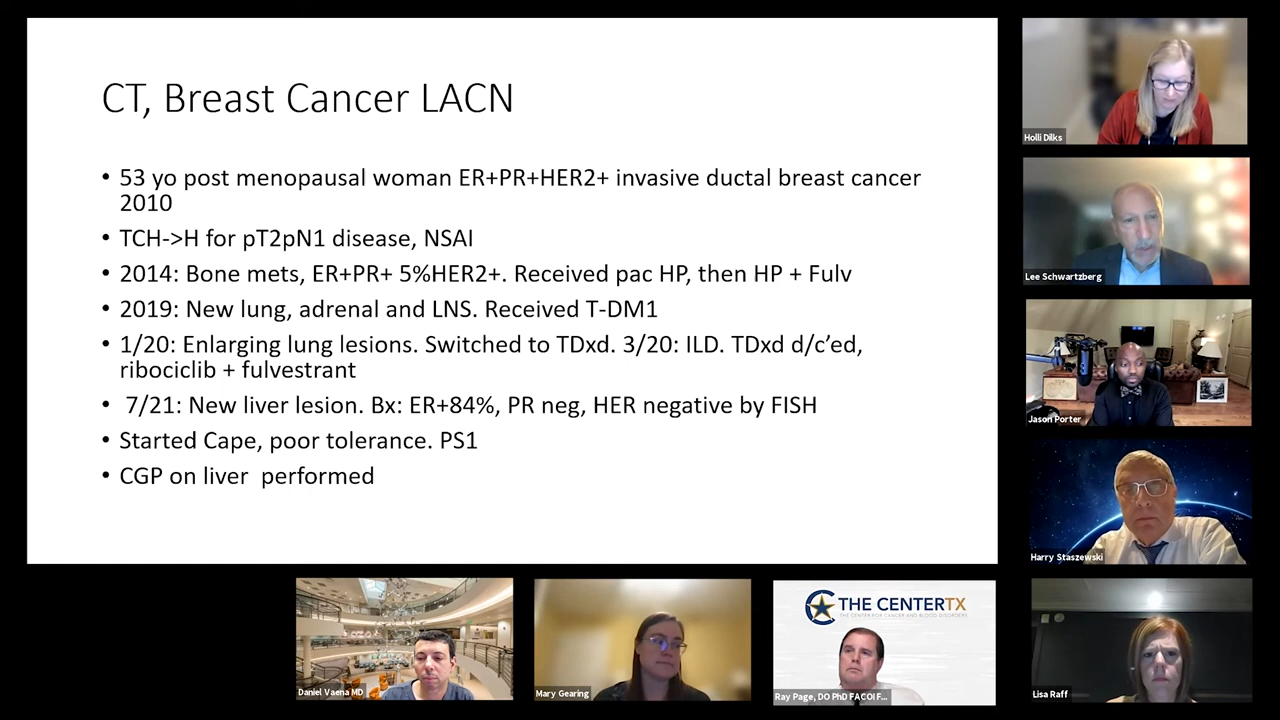 CT, Breast Cancer LACN
• 53 yo post menopausal woman ER+PR+HER2+ invasive ductal breast cancer
2010
• TCH->H for pT2pN1 disease, NSAI
• 2014: Bone mets, ER+PR+ 5%HER2+. Received pac HP, then HP + Fulv
• 2019: New lung, adrenal and LNS. Received T-DM1
• 1/20: Enlarging lung lesions. Switched to TDxd. 3/20: ILD. TDxd d/c’ed,
ribociclib + fulvestrant
• 7/21: New liver lesion. Bx: ER+84%, PR neg, HER negative by FISH
• Started Cape, poor tolerance. PS1
• CGP on liver performed
Holli Dilks
Lee Schwartzberg
Jason Porter
Harry Staszewski
Daniel Vaena MD
Mary Gearing
THE CENTERTX
THE CENTER FOR CANCER AND BLOOD DISORDERS
Ray Page, DO PhD FACOI F...
Lisa Raff